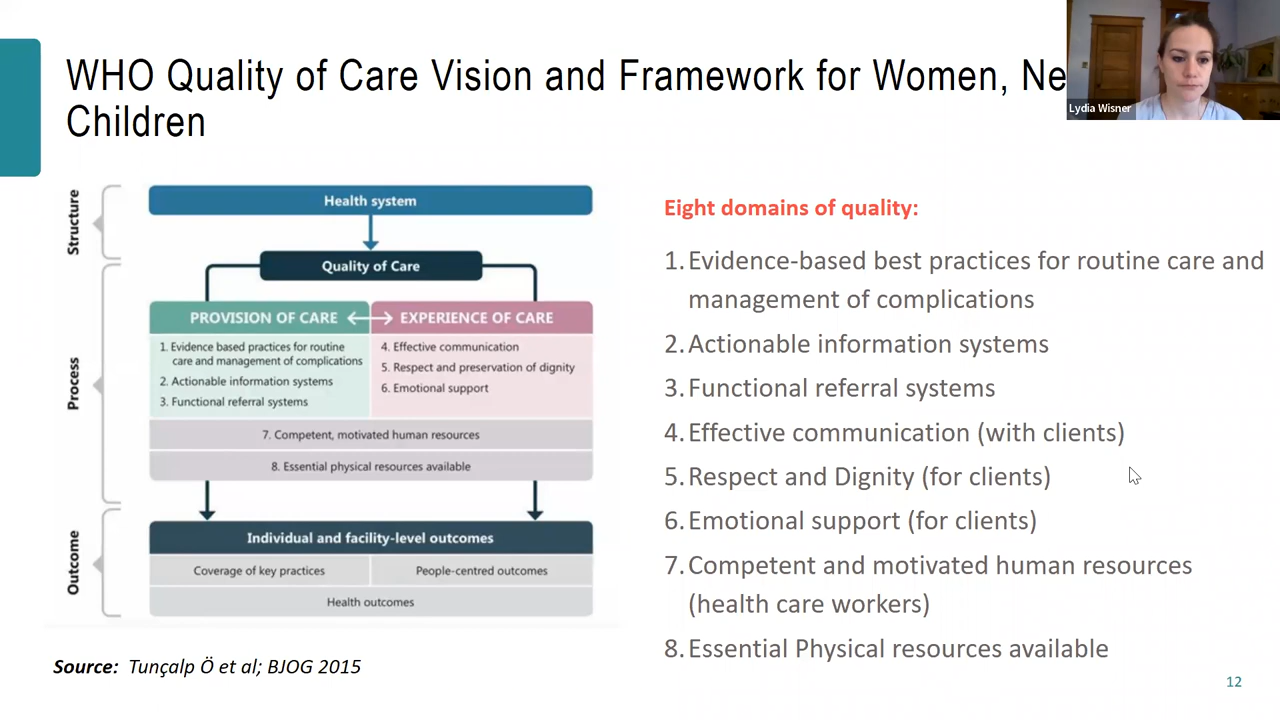 WHO Quality of Care Vision and Framework for Women, Ne
Children
Lydia Wisner
Structure
Health system
Quality of Care
Process
PROVISION OF CARE
EXPERIENCE OF CARE
1. Evidence based practices for routine
care and management of complications
2. Actionable information systems
3. Functional referral systems
4. Effective communication
5. Respect and preservation of dignity
6. Emotional support
7. Competent, motivated human resources
8. Essential physical resources available
Outcome
Individual and facility-level outcomes
Coverage of key practices
People-centred outcomes
Health outcomes
Source: Tunçalp Ö et al; BJOG 2015
Eight domains of quality:
1. Evidence-based best practices for routine care and
management of complications
2. Actionable information systems
3. Functional referral systems
4. Effective communication (with clients)
5. Respect and Dignity (for clients)
6. Emotional support (for clients)
7. Competent and motivated human resources
(health care workers)
8. Essential Physical resources available
12